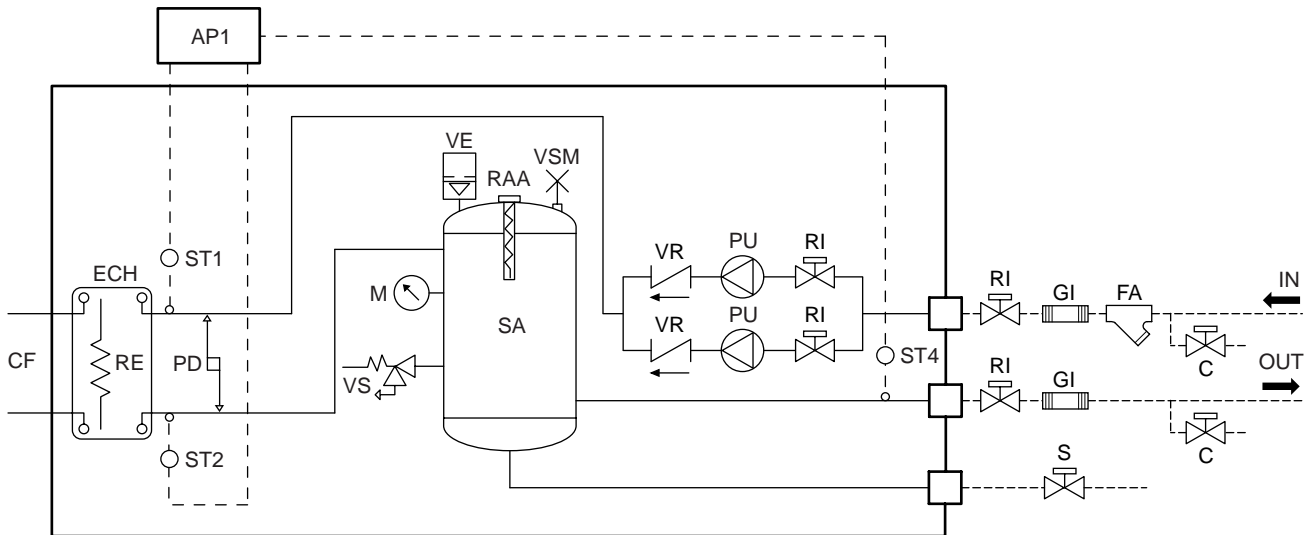 AP1
VE
VSM
RAA
ST1
ECH
M
VR
PU
RI
RI
GI
FA
IN
SA
CF
RE
PD
VR
PU
RI
ST4
C
VS
RI
GI
OUT
ST2
S
C